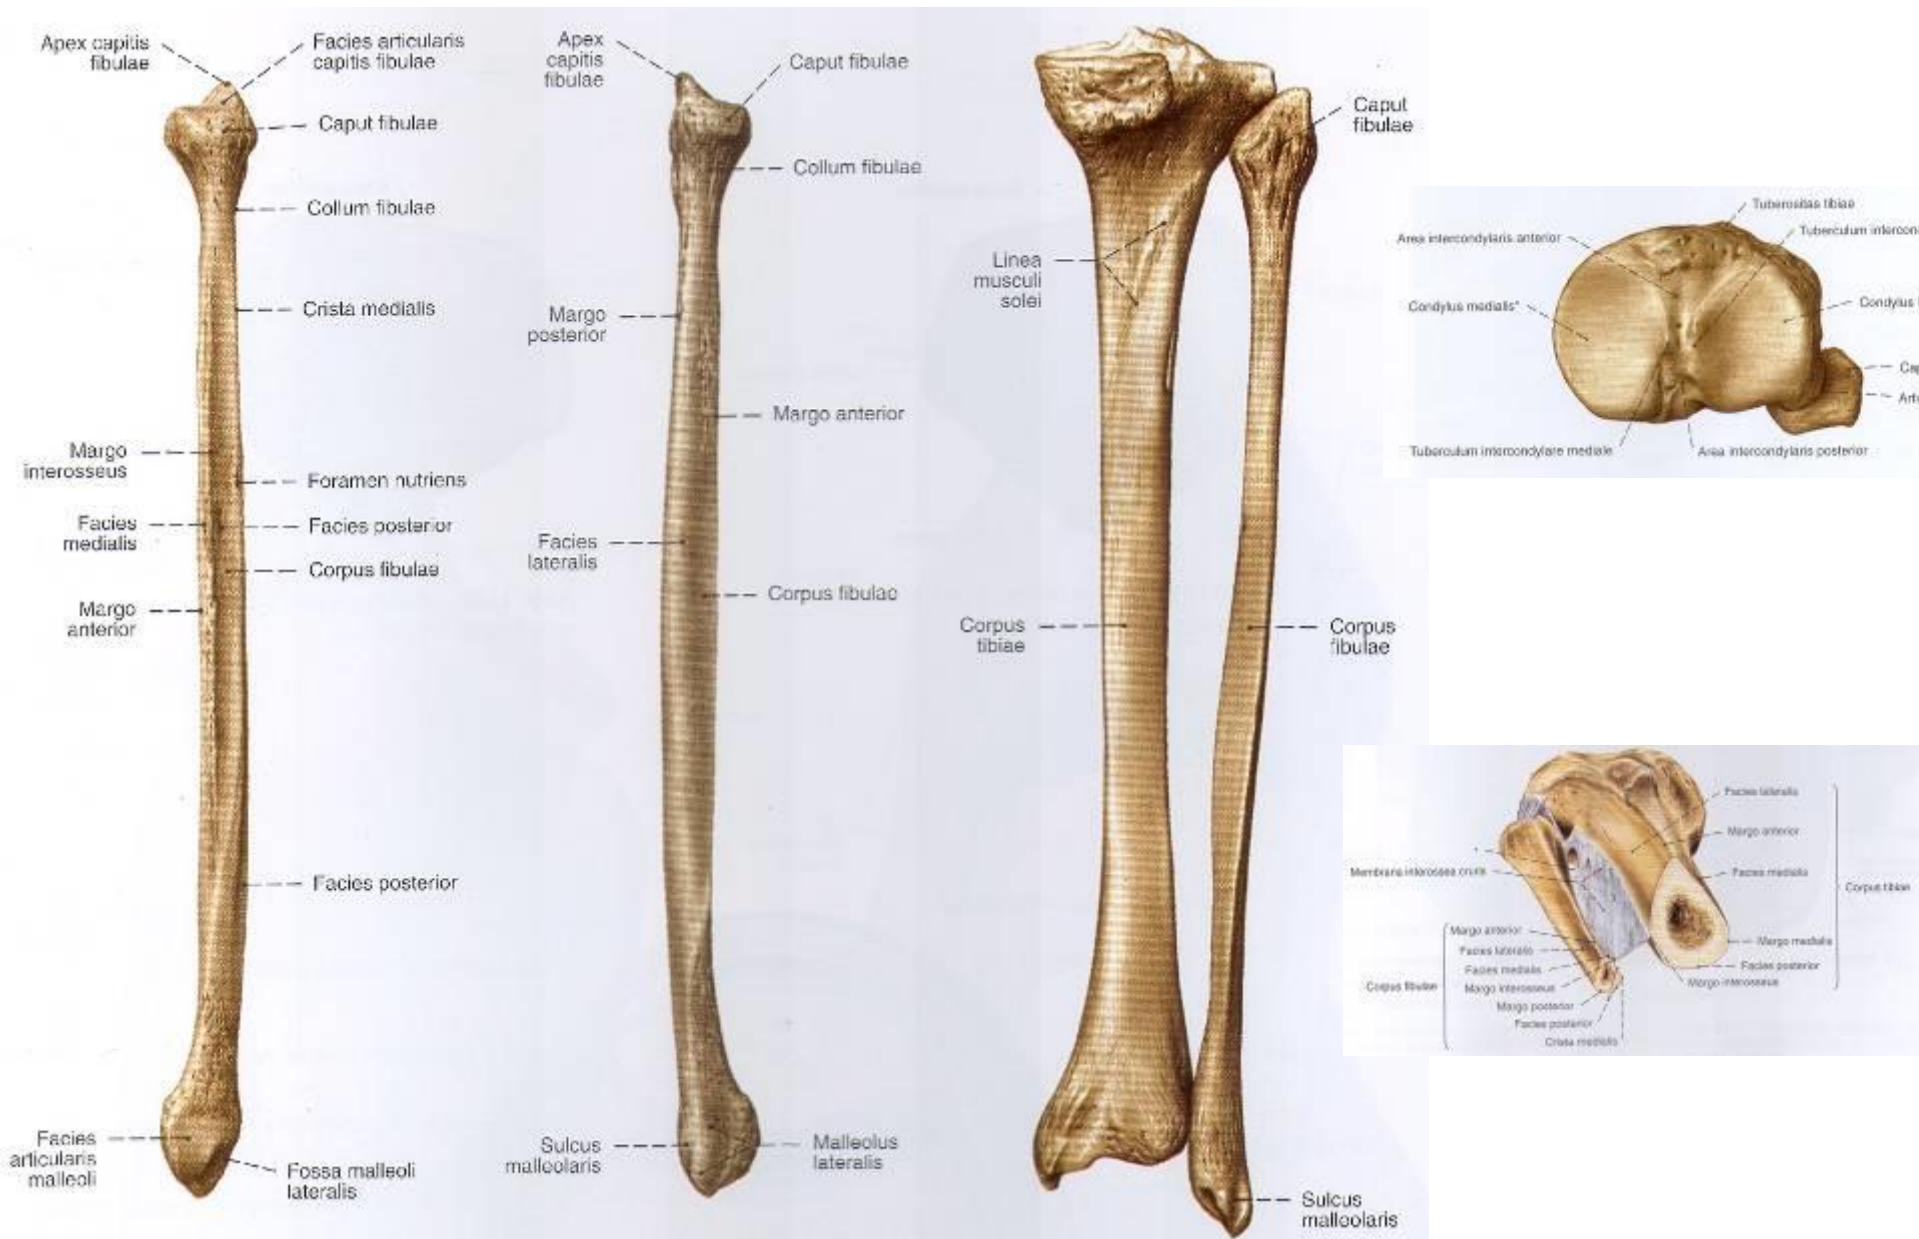 Apex capitis
fibulae
Facies articularis
capitis fibulae
Caput fibulae
Collum fibulae
Crista medialis
Margo
interosseus
Foramen nutriens
Facies
medialis
Facies posterior
Corpus fibulae
Margo
anterior
Facies posterior
Facies
articularis
malleoli
Fossa malleoli
lateralis
Apex
capitis
fibulae
Caput fibulae
Collum fibulae
Margo
posterior
Margo anterior
Facies
lateralis
Corpus fibulae
Sulcus
malleolaris
Malleolus
lateralis
Caput
fibulae
Linea
musculi
solei
Corpus
tibiae
Corpus
fibulae
Sulcus
malleolaris
Tuberositas tibiae
Area intercondylaris anterior
Tuberculum intercon
Condylus medialis*
Condylus
Cap
Art
Tuberculum intercondylare mediale
Area intercondylaris posterior
Facies lateralis
Margo anterior
*
Membrana interossea cruris
Facies medialis
Corpus tibiae
Margo anterior
Facies lateralis
Facies medialis
Margo interosseus
Corpus fibulae
Margo posterior
Facies posterior
Crista medialis
Margo medialis
Facies posterior
Margo interosseus